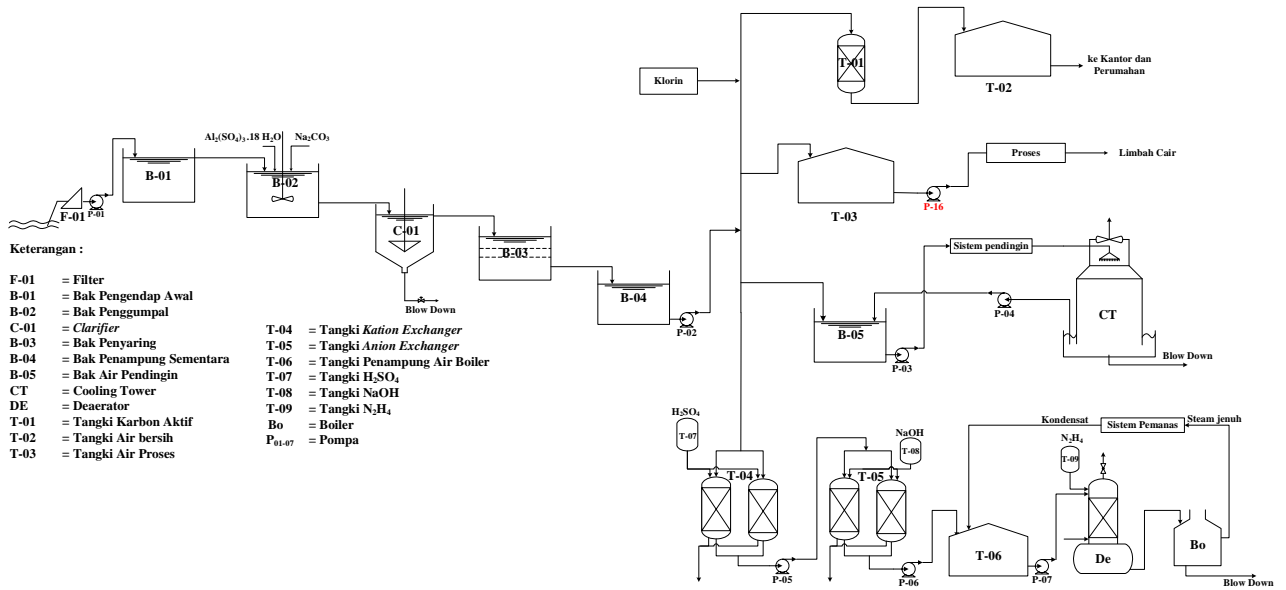 T-01
ke Kantor dan
Perumahan
T-02
Klorin
Al₂(SO₄)₃.18 H₂O
Na₂CO₃
B-01
B-02
F-01
P-01
Proses
Limbah Cair
T-03
P-16
C-01
B-03
Blow Down
B-04
P-02
Sistem pendingin
P-04
CT
B-05
P-03
Blow Down
Keterangan :
F-01 = Filter
B-01 = Bak Pengendap Awal
B-02 = Bak Penggumpal
C-01 = Clarifier
B-03 = Bak Penyaring
B-04 = Bak Penampung Sementara
B-05 = Bak Air Pendingin
CT = Cooling Tower
DE = Deaerator
T-01 = Tangki Karbon Aktif
T-02 = Tangki Air bersih
T-03 = Tangki Air Proses
T-04 = Tangki Kation Exchanger
T-05 = Tangki Anion Exchanger
T-06 = Tangki Penampung Air Boiler
T-07 = Tangki H₂SO₄
T-08 = Tangki NaOH
T-09 = Tangki N₂H₄
Bo = Boiler
P₀₁₋₀₇ = Pompa
H₂SO₄
T-07
T-04
P-05
NaOH
T-08
T-05
P-06
Kondensat
Sistem Pemanas
Steam jenuh
N₂H₄
T-09
T-06
P-07
De
Bo
Blow Down